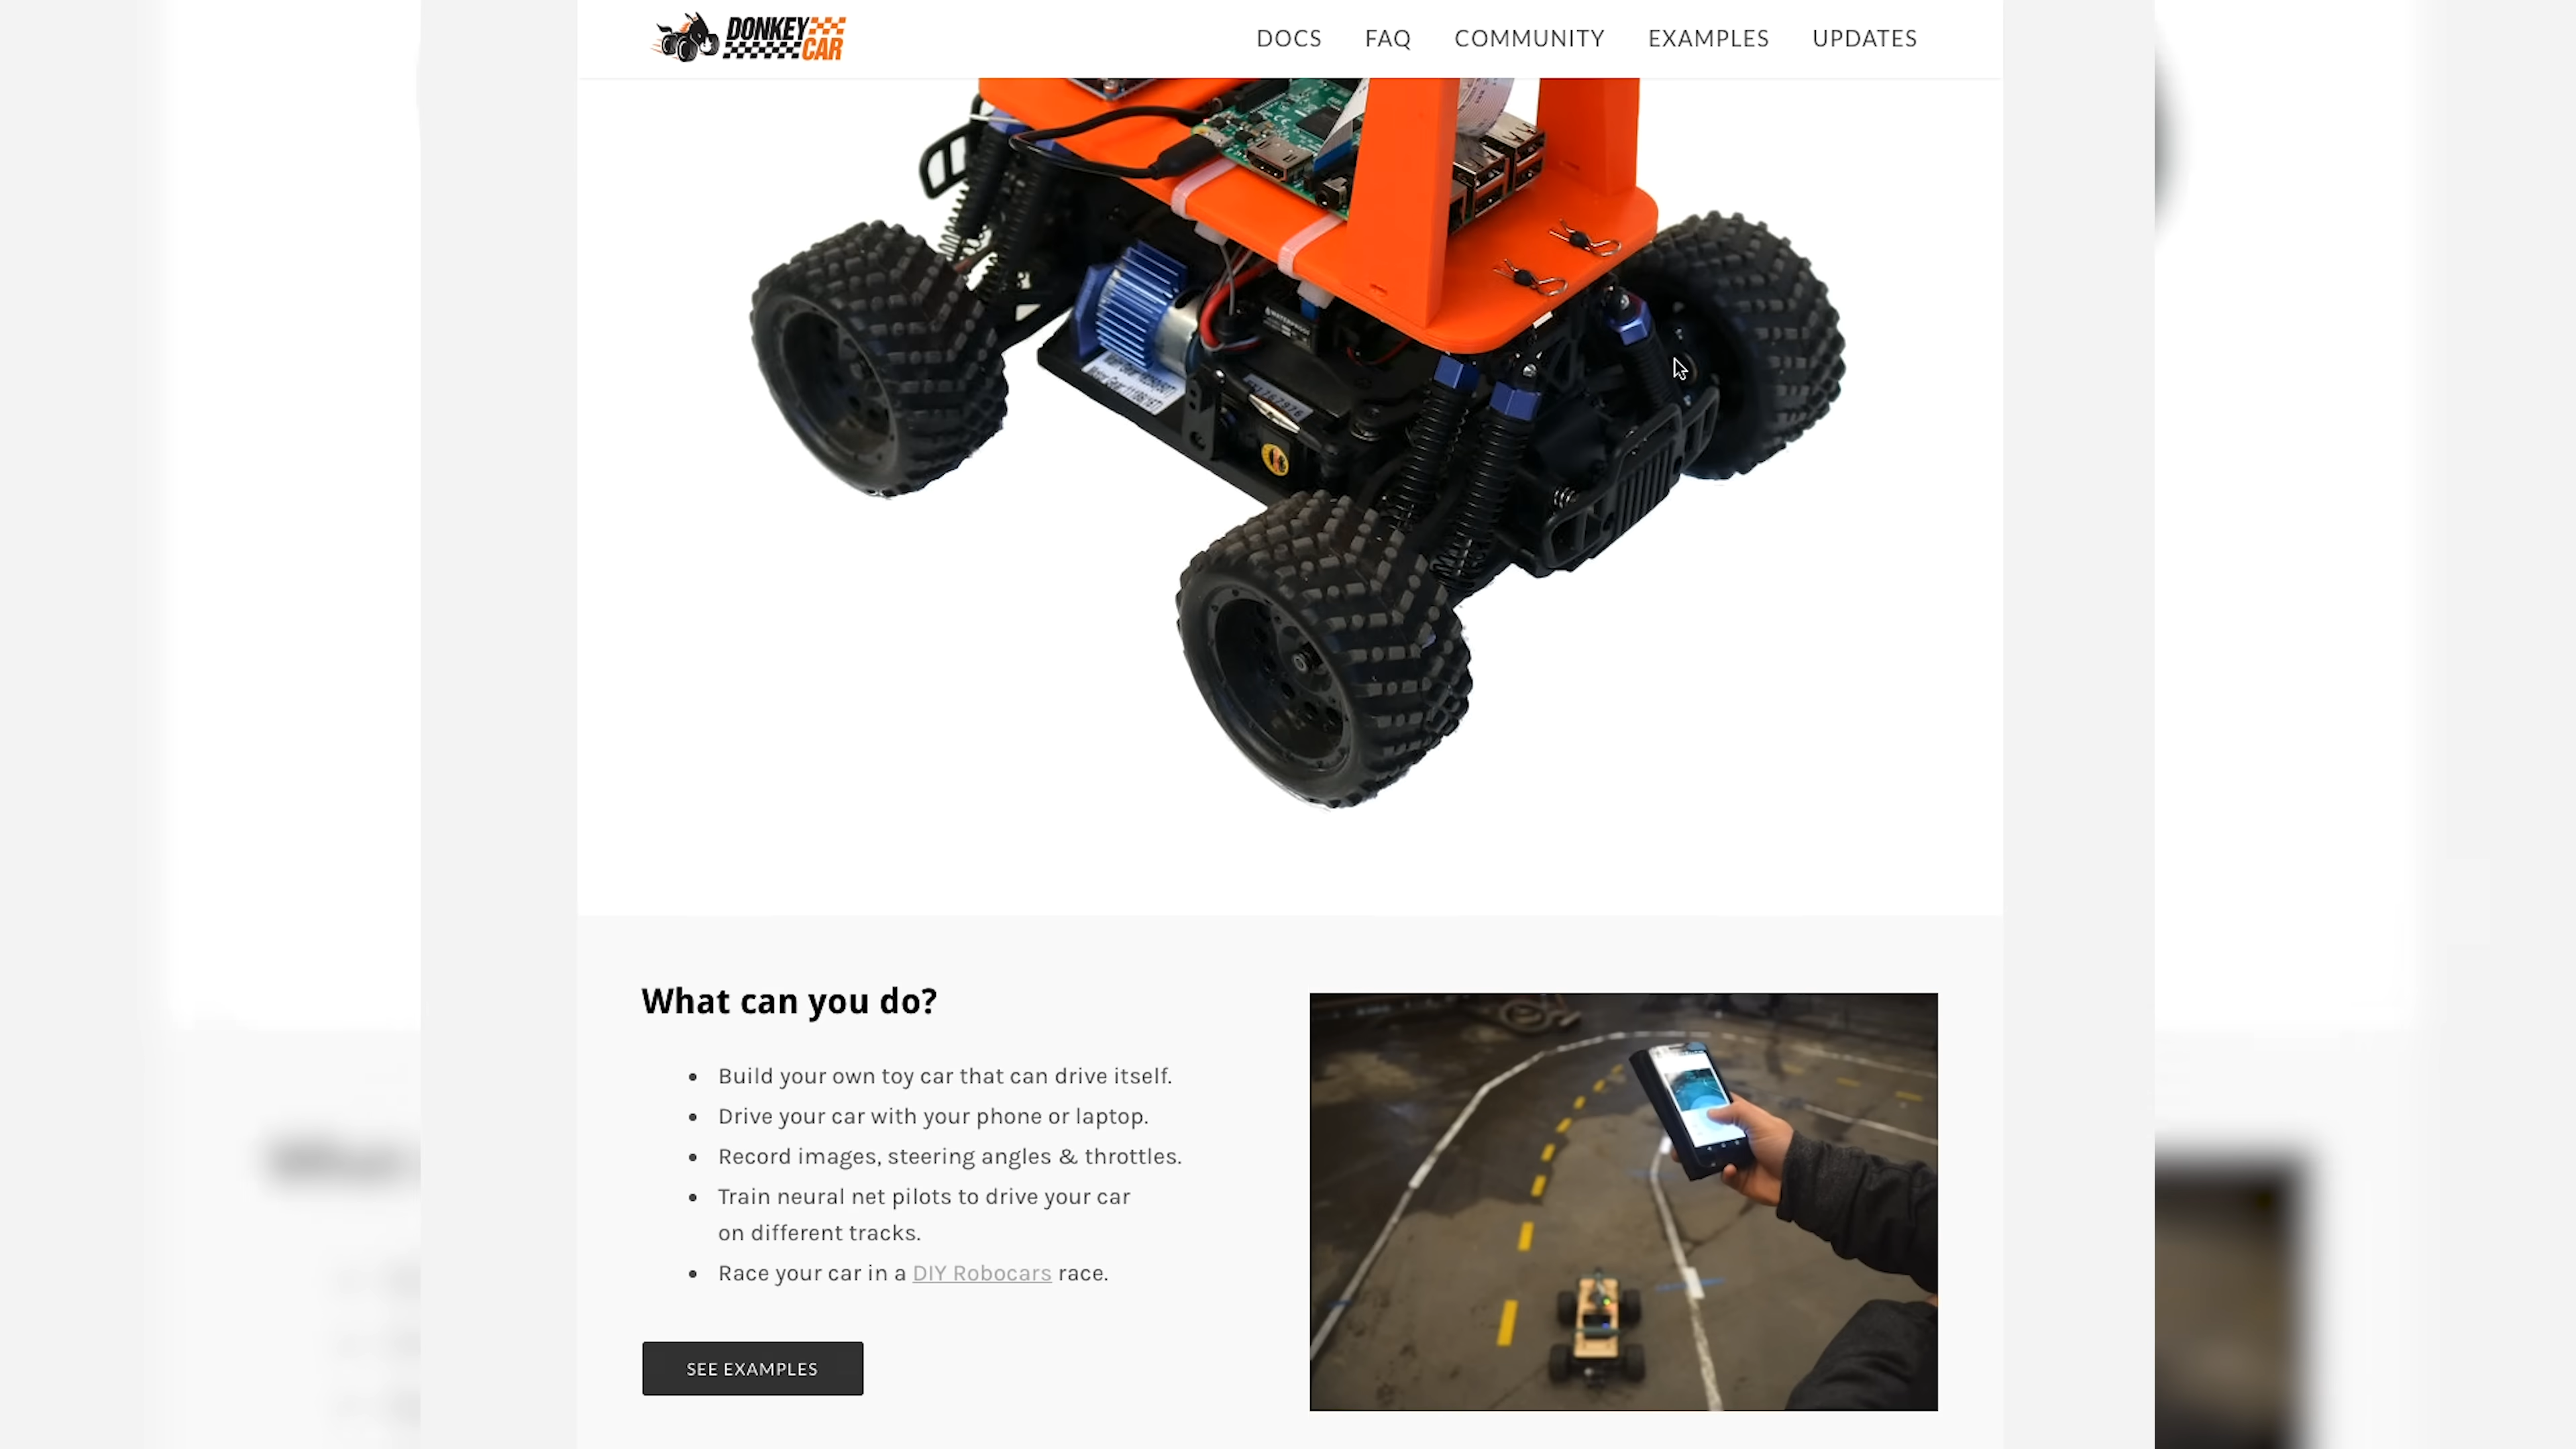 DONKEY
CAR
DOCS FAQ COMMUNITY EXAMPLES UPDATES
WATERPROOF
What can you do?
Build your own toy car that can drive itself.
Drive your car with your phone or laptop.
Record images, steering angles & throttles.
Train neural net pilots to drive your car
on different tracks.
Race your car in a DIY Robocars race.
SEE EXAMPLES